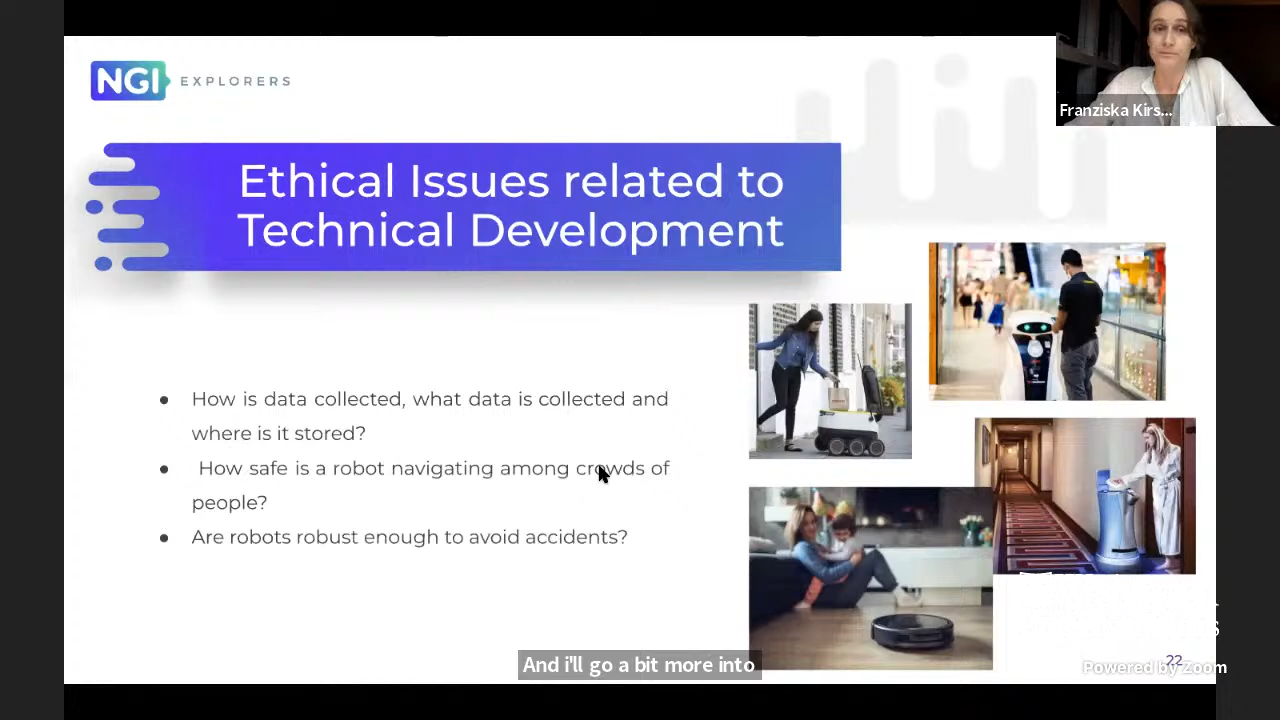 NGI EXPLORERS
Franziska Kirs...
Ethical Issues related to
Technical Development
● How is data collected, what data is collected and
where is it stored?
● How safe is a robot navigating among crowds of
people?
● Are robots robust enough to avoid accidents?
And i'll go a bit more into
22
Powered by Zoom